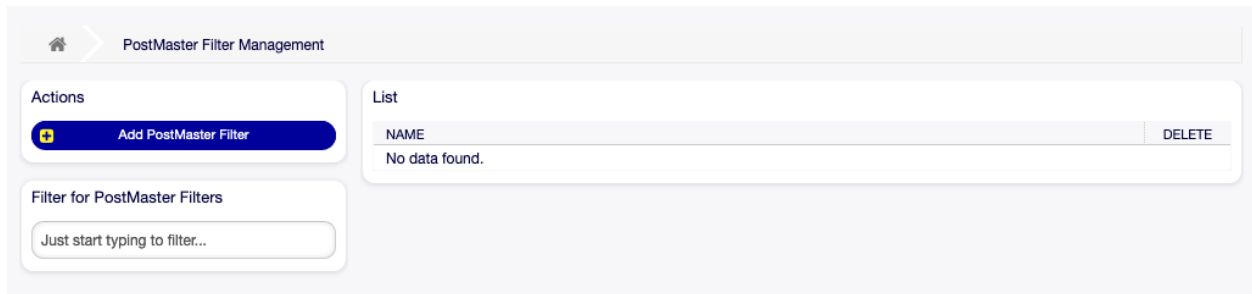 PostMaster Filter Management
Actions
Add PostMaster Filter
Filter for PostMaster Filters
Just start typing to filter...
List
NAME DELETE
No data found.